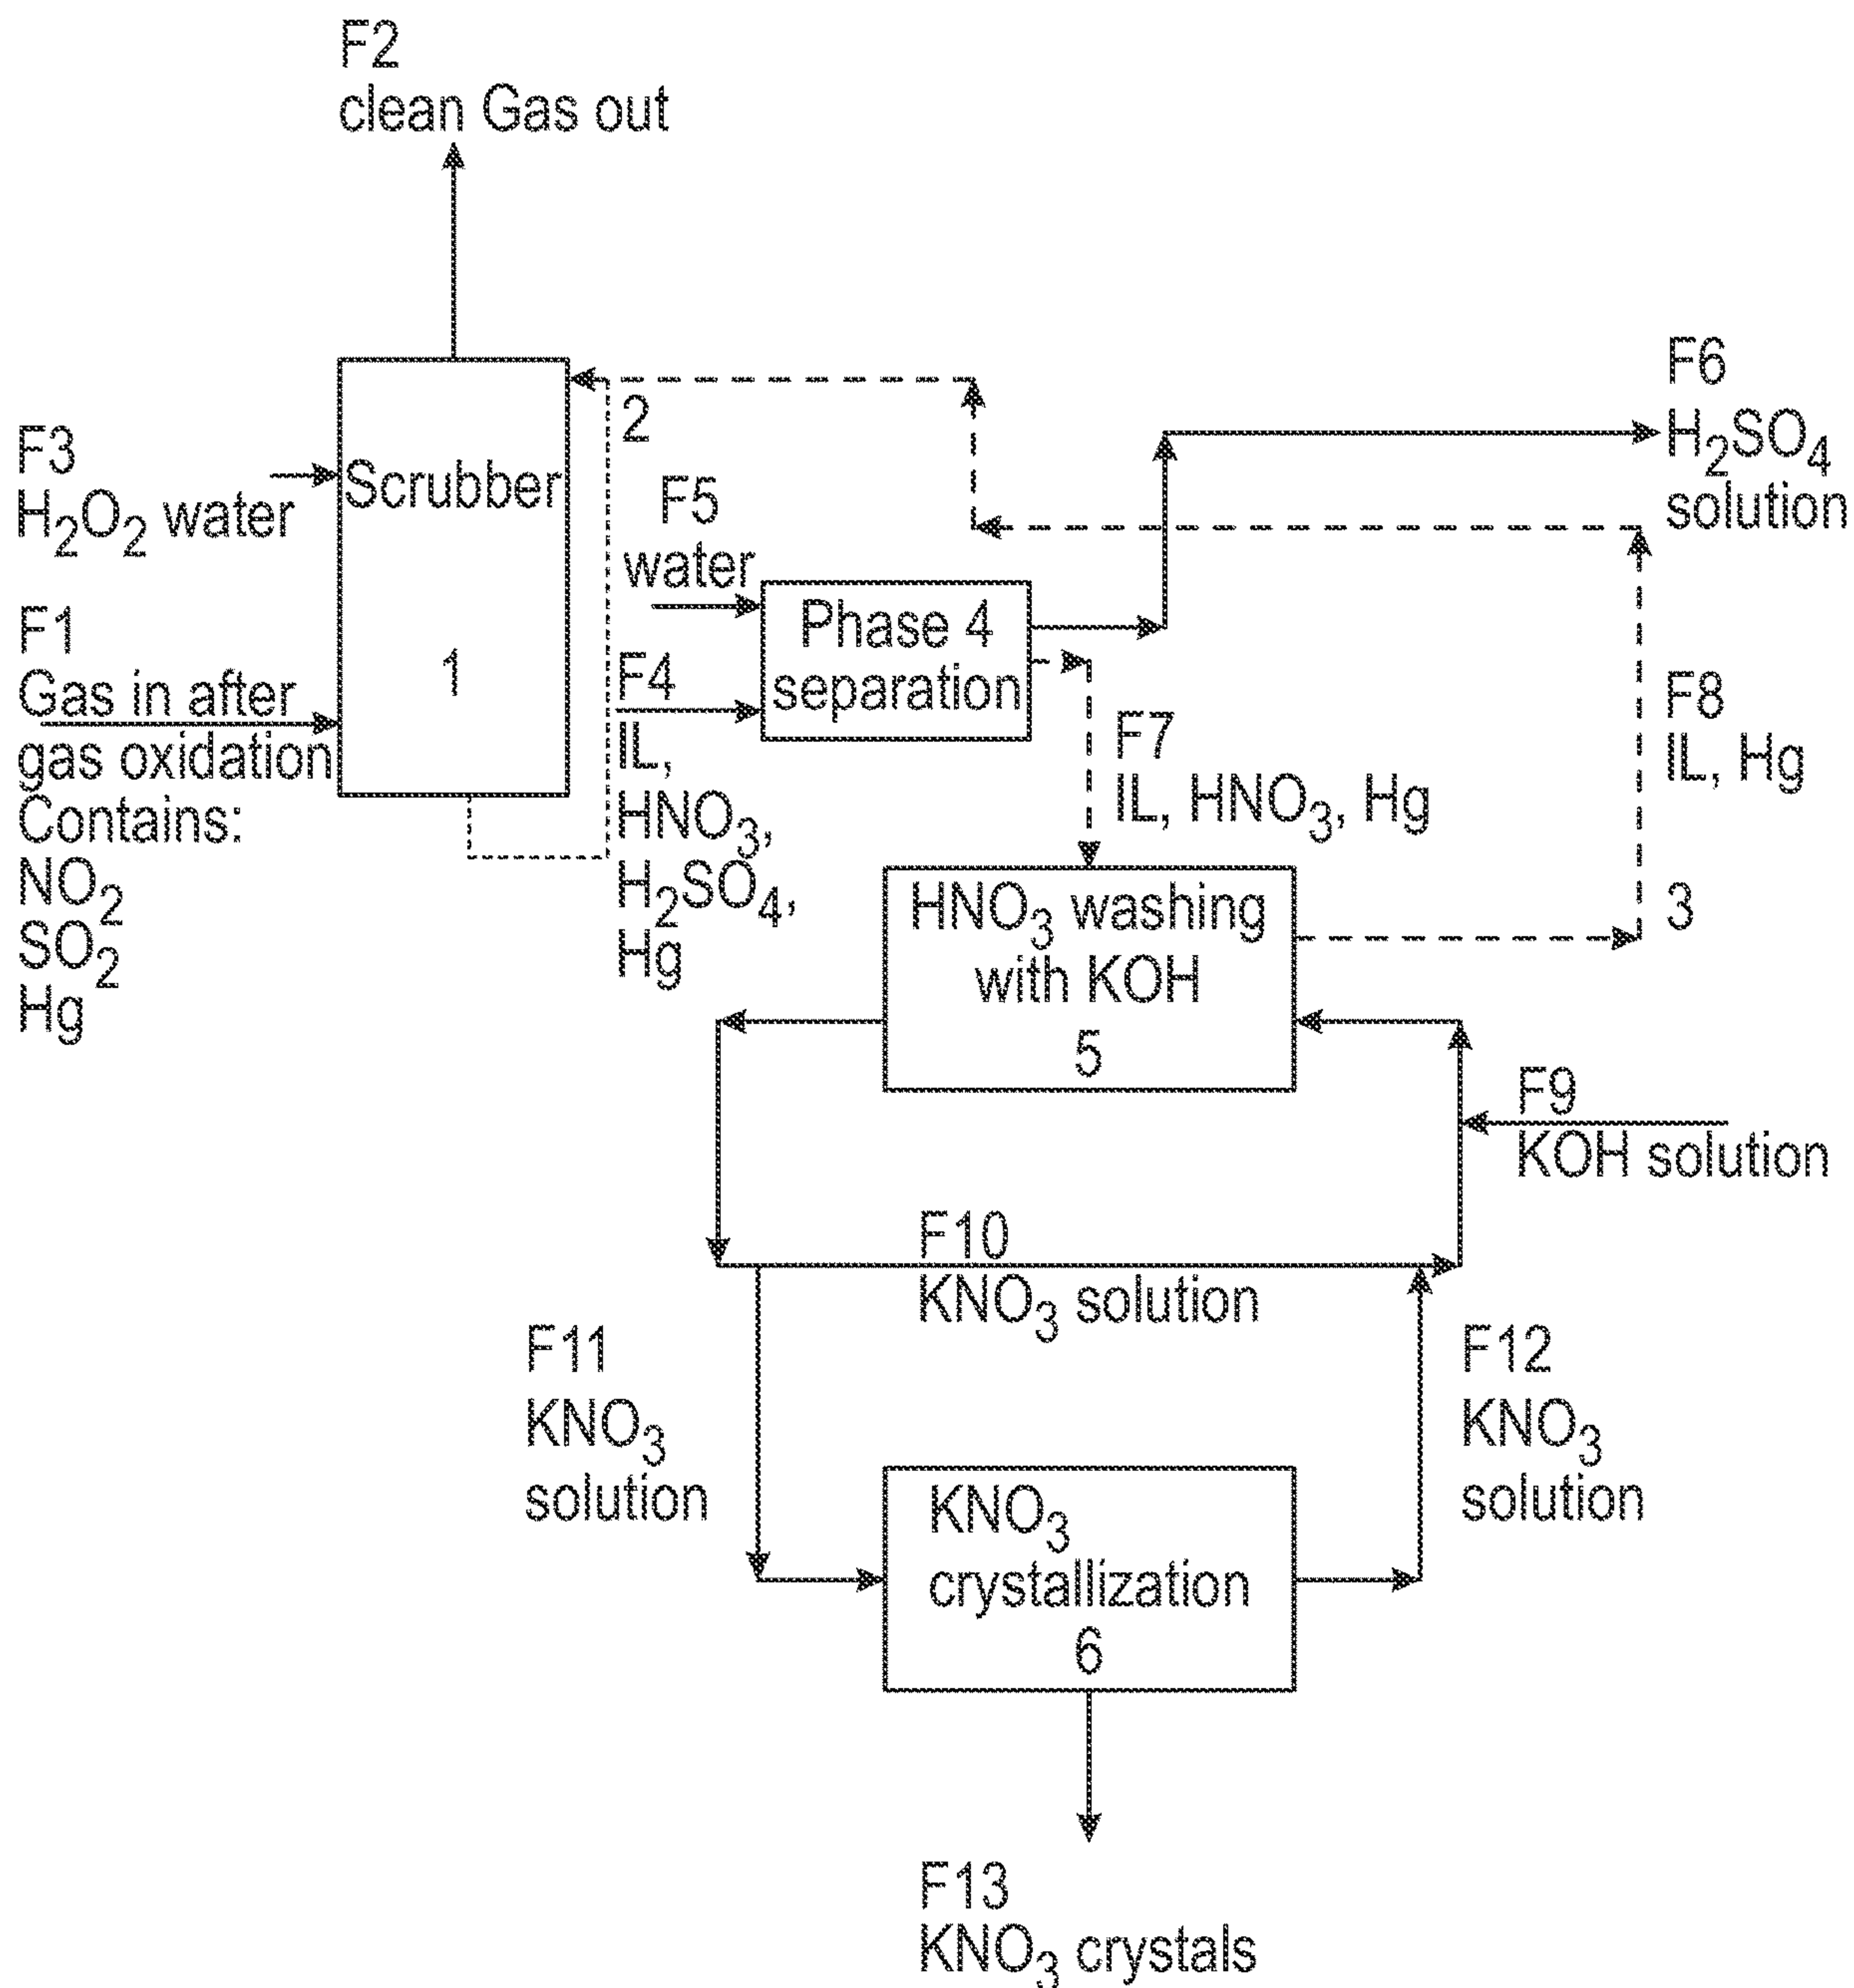 F2
clean Gas out
F3
H₂O₂ water
Scrubber
1
F1
Gas in after
gas oxidation
Contains:
NO₂
SO₂
Hg
2
F5
water
Phase 4
separation
F4
IL,
HNO₃,
H₂SO₄,
Hg
F6
H₂SO₄
solution
F7
IL, HNO₃, Hg
F8
IL, Hg
3
HNO₃ washing
with KOH
5
F9
KOH solution
F10
KNO₃ solution
F11
KNO₃
solution
F12
KNO₃
solution
KNO₃
crystallization
6
F13
KNO₃ crystals